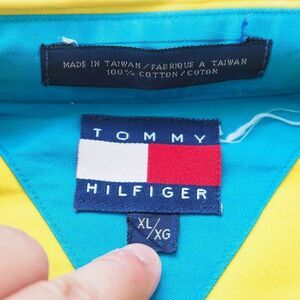 MADE IN TAIWAN / FABRIQUE A TAIWAN
100% COTTON / COTON
TOMMY
HILFIGER
XL/
XG